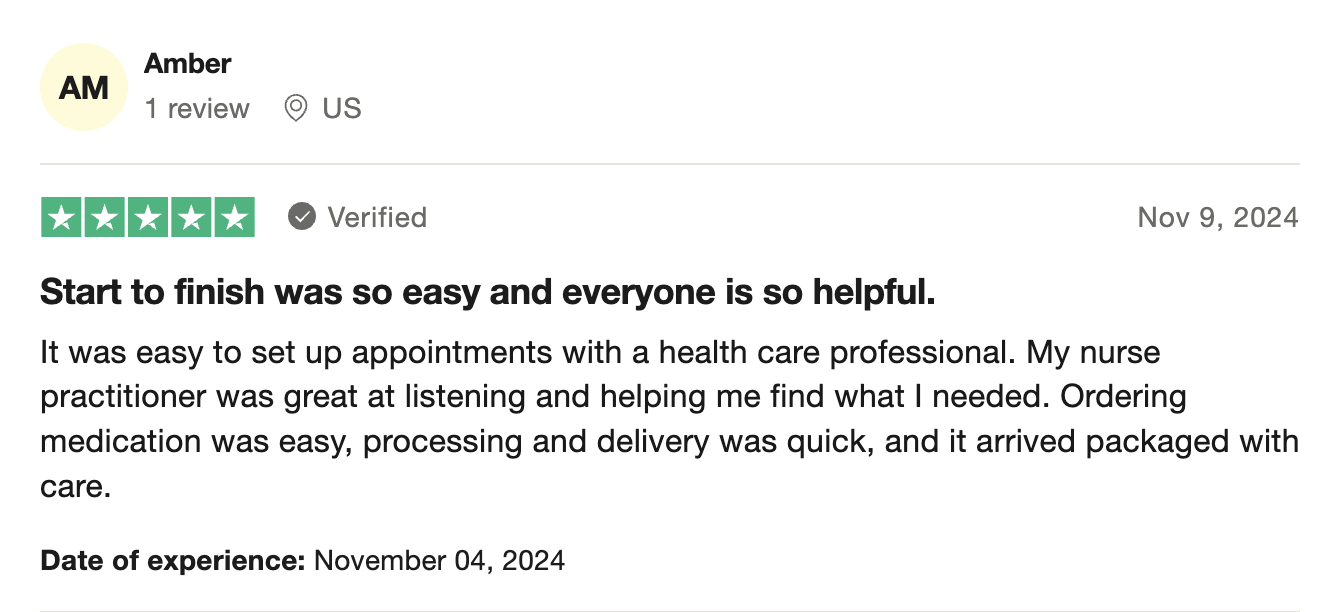 AM
Amber
1 review US
Verified
Nov 9, 2024
Start to finish was so easy and everyone is so helpful.
It was easy to set up appointments with a health care professional. My nurse
practitioner was great at listening and helping me find what I needed. Ordering
medication was easy, processing and delivery was quick, and it arrived packaged with
care.
Date of experience: November 04, 2024